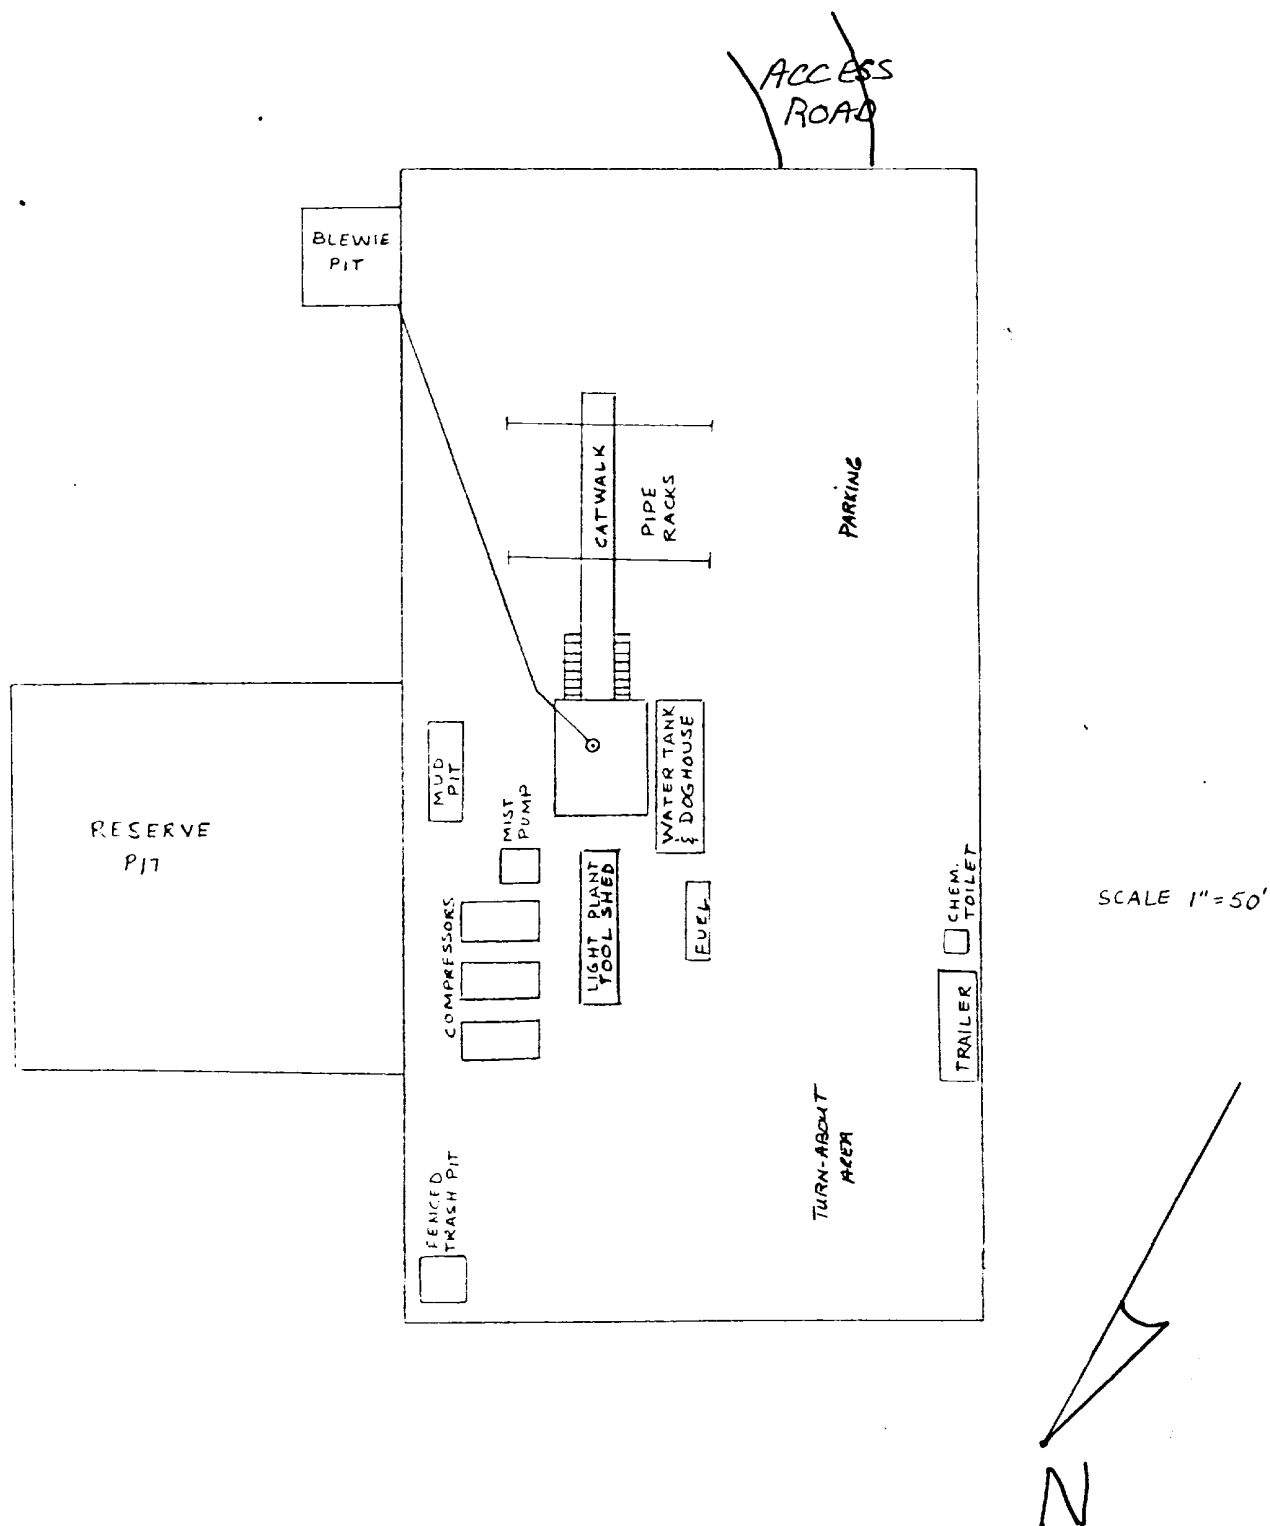 ACCESS
ROAD
BLEWIE
PIT
CATWALK
PIPE
RACKS
PARKING
MUD
PIT
MIST
PUMP
WATER TANK
& DOGHOUSE
RESERVE
PIT
COMPRESSORS
LIGHT PLANT
TOOL SHED
FUEL
CHEM.
TOILET
SCALE 1"=50'
TRAILER
TURN-ABOUT
AREA
FENCED
TRASH PIT
N